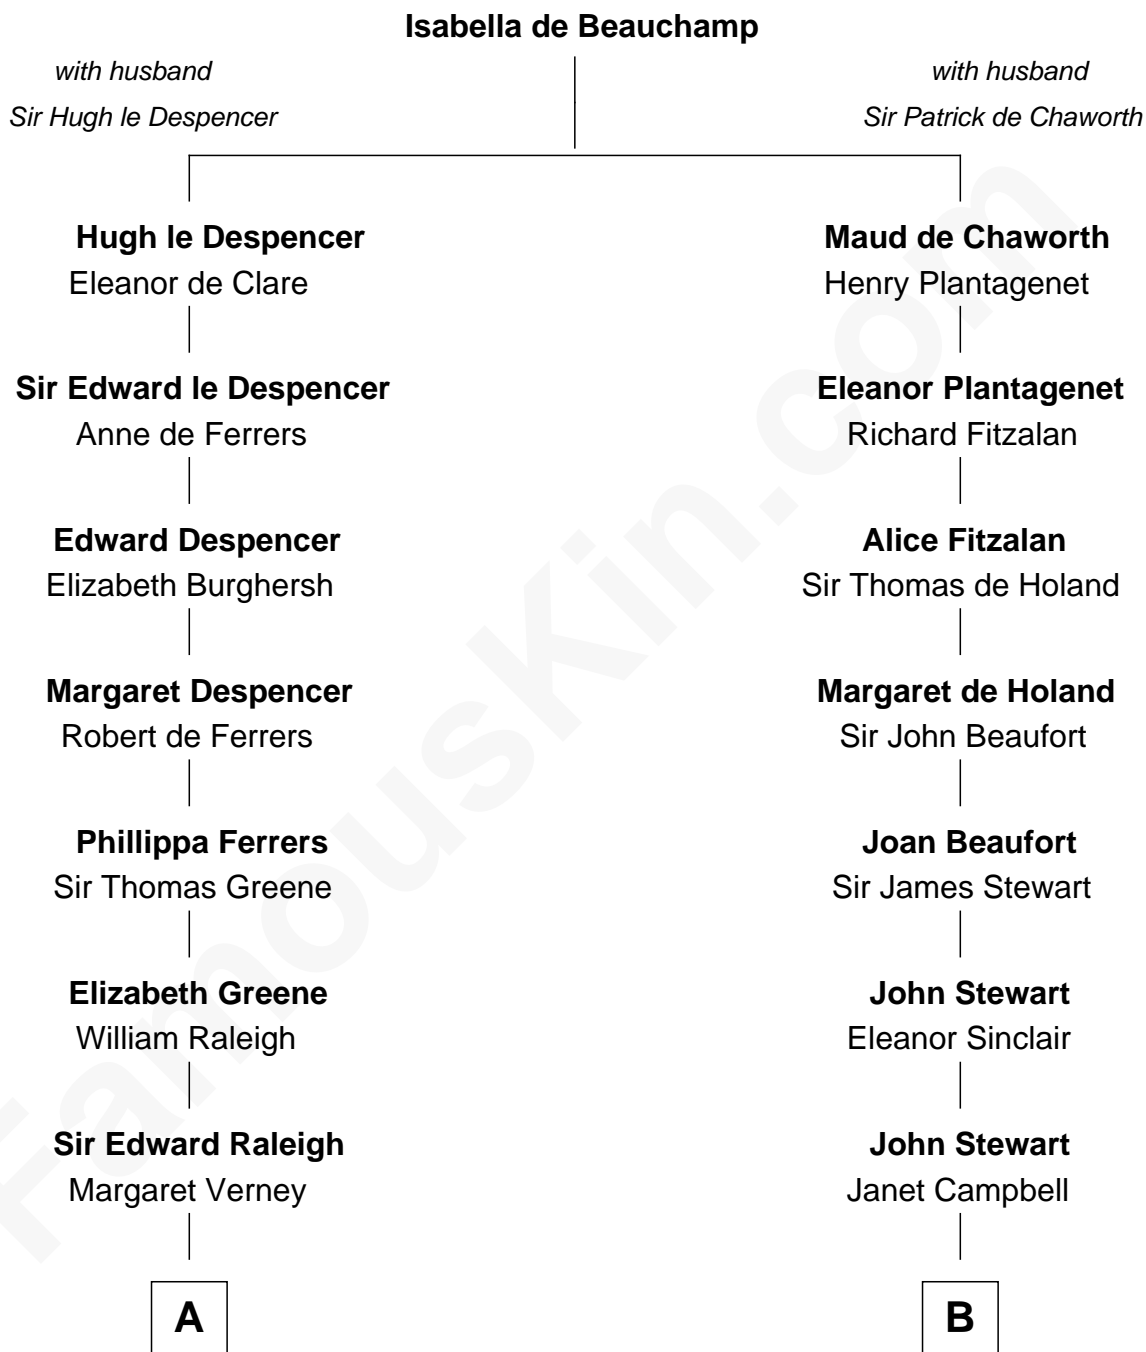 Isabella de Beauchamp
with husband
Sir Hugh le Despencer
with husband
Sir Patrick de Chaworth
Hugh le Despencer
Eleanor de Clare
Maud de Chaworth
Henry Plantagenet
Sir Edward le Despencer
Anne de Ferrers
Eleanor Plantagenet
Richard Fitzalan
Edward Despencer
Elizabeth Burghersh
Alice Fitzalan
Sir Thomas de Holand
Margaret Despencer
Robert de Ferrers
Margaret de Holand
Sir John Beaufort
Phillippa Ferrers
Sir Thomas Greene
Joan Beaufort
Sir James Stewart
Elizabeth Greene
William Raleigh
John Stewart
Eleanor Sinclair
Sir Edward Raleigh
Margaret Verney
John Stewart
Janet Campbell
A
B
FamousKin.com